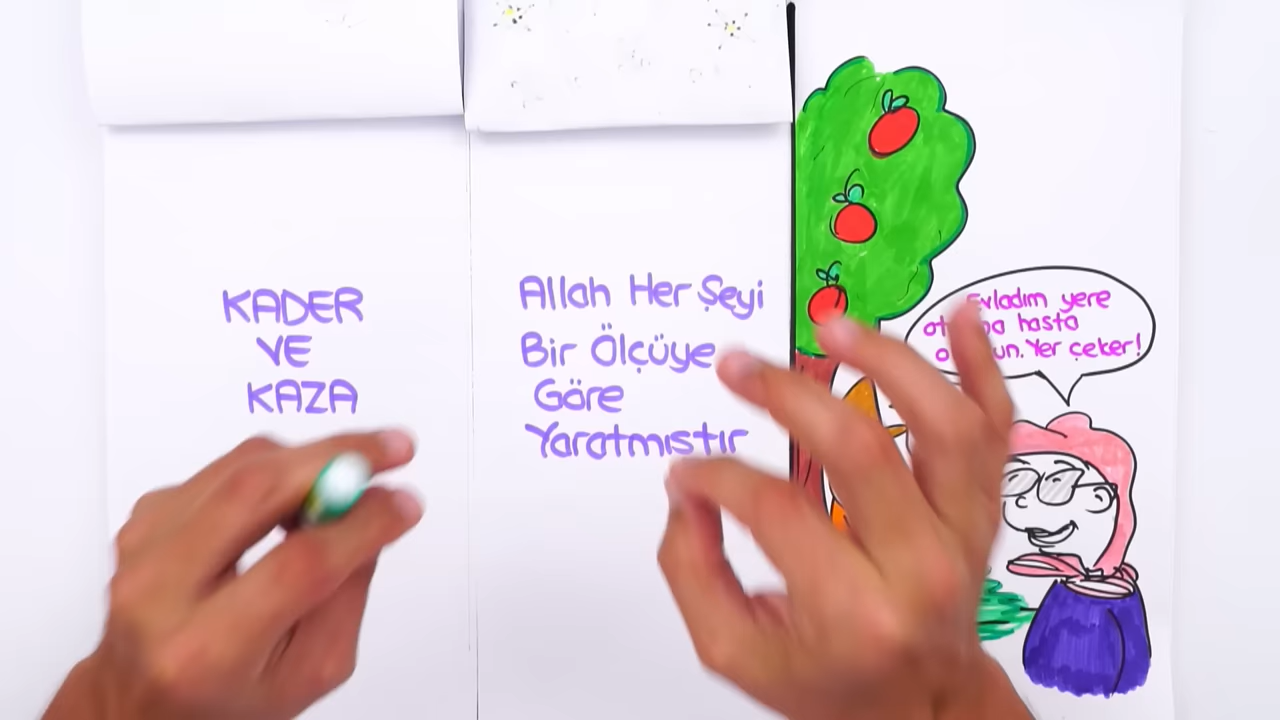 KADER
VE
KAZA
Allah Her Şeyi
Bir Ölçüye
Göre
Yaratmıstır
Evladım yere
hasta
Yer çeker!